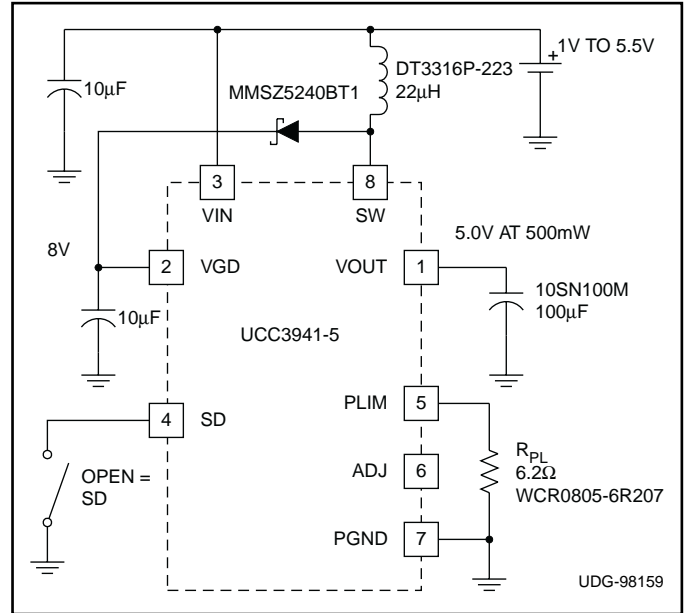 1V TO 5.5V
+
DT3316P-223
22µH
10µF
MMSZ5240BT1
3
8
VIN
SW
8V
5.0V AT 500mW
2
VGD
VOUT
1
10SN100M
100µF
10µF
UCC3941-5
4
SD
PLIM
5
OPEN =
SD
ADJ
6
RPL
6.2Ω
WCR0805-6R207
PGND
7
UDG-98159